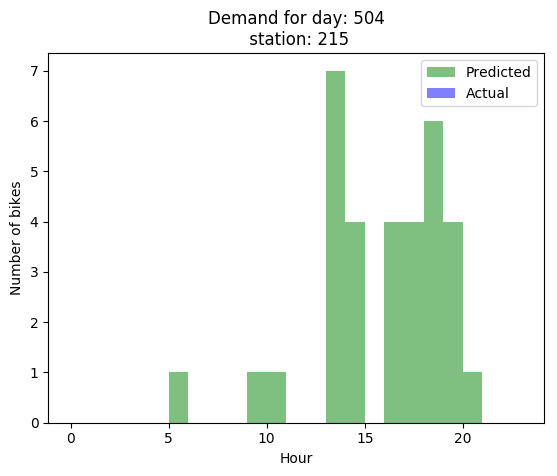 Demand for day: 504
station: 215
Predicted
Actual
7
6
5
4
3
2
1
0
Number of bikes
0 5 10 15 20
Hour